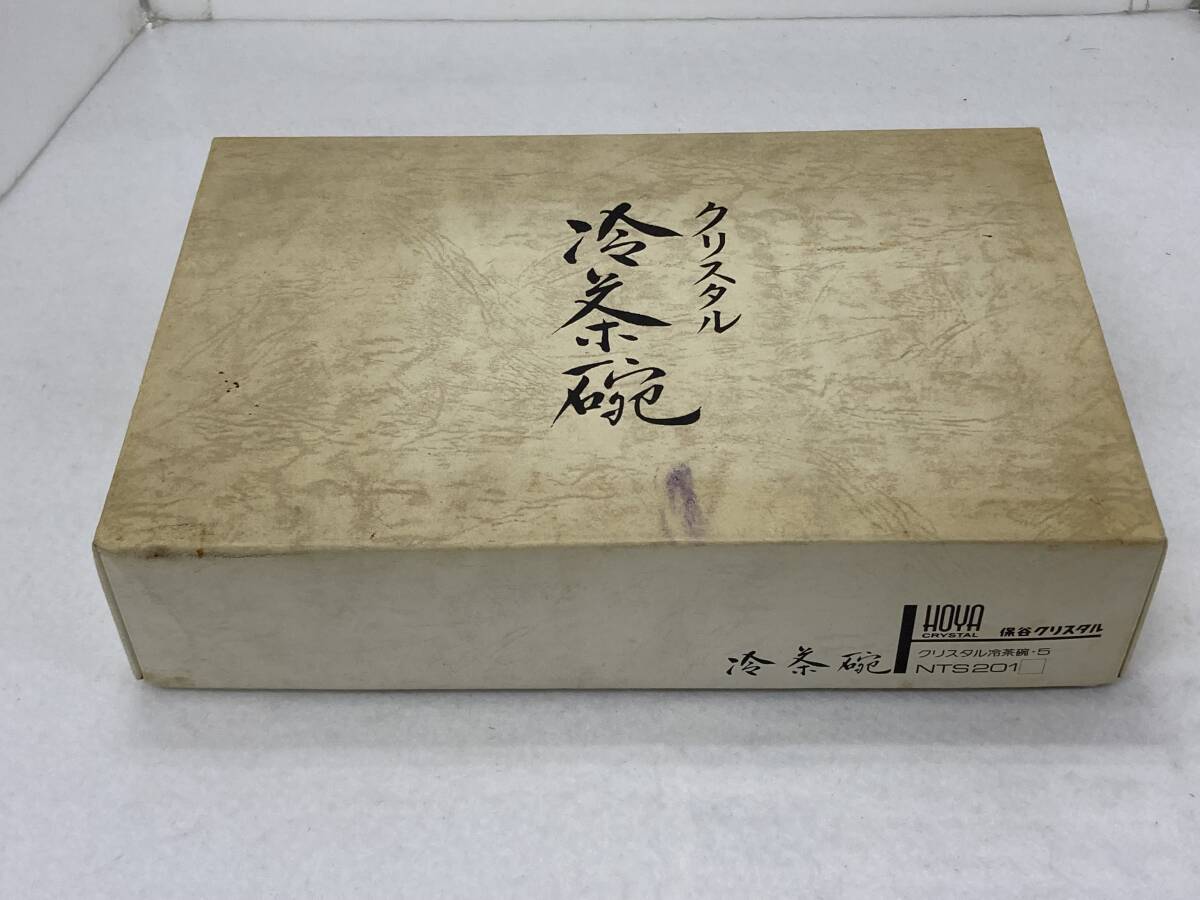 クリスタル
冷茶碗
冷茶碗
HOYA
CRYSTAL
保谷クリスタル
クリスタル冷茶碗・5
NTS201